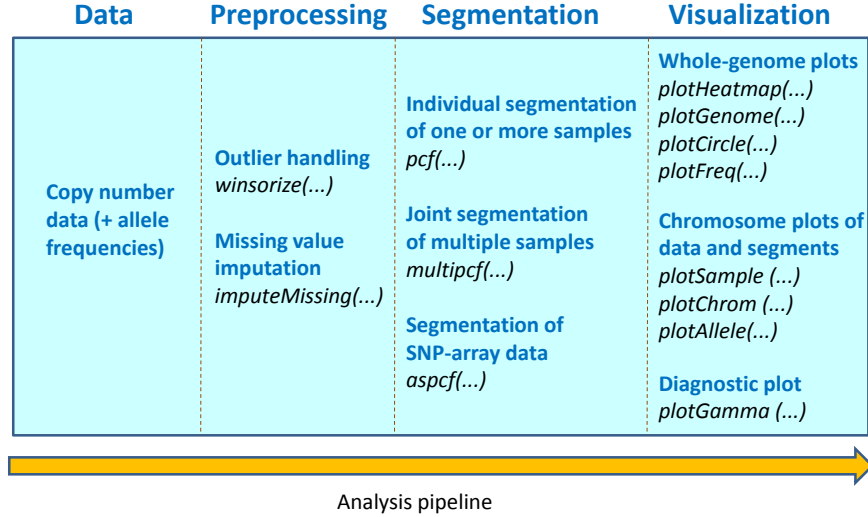 Data
Preprocessing
Segmentation
Visualization
Copy number
data (+ allele
frequencies)
Outlier handling
winsorize(...)
Missing value
imputation
imputeMissing(...)
Individual segmentation
of one or more samples
pcf(...)
Joint segmentation
of multiple samples
multipcf(...)
Segmentation of
SNP-array data
aspcf(...)
Whole-genome plots
plotHeatmap(...)
plotGenome(...)
plotCircle(...)
plotFreq(...)
Chromosome plots of
data and segments
plotSample (...)
plotChrom (...)
plotAllele(...)
Diagnostic plot
plotGamma (...)
Analysis pipeline